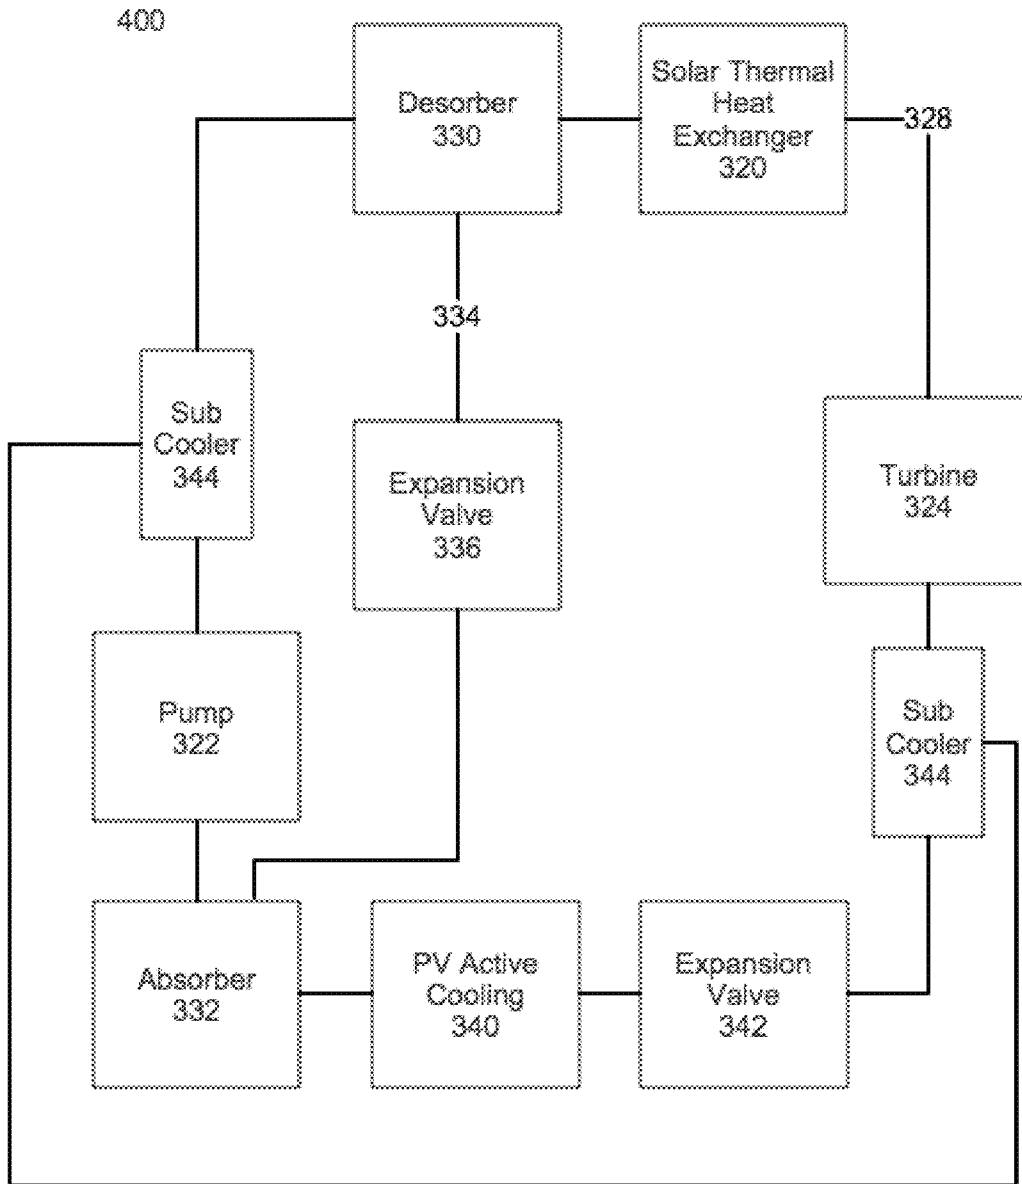 400
Desorber
330
Solar Thermal
Heat
Exchanger
320
328
334
Sub
Cooler
344
Expansion
Valve
336
Turbine
324
Pump
322
Sub
Cooler
344
Absorber
332
PV Active
Cooling
340
Expansion
Valve
342